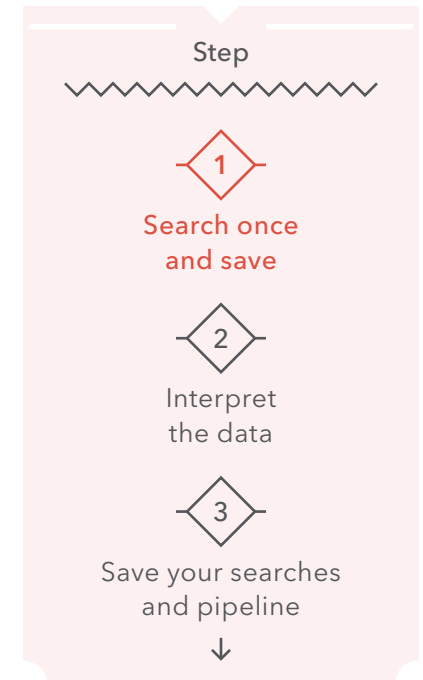 Step
1
Search once
and save
2
Interpret
the data
3
Save your searches
and pipeline